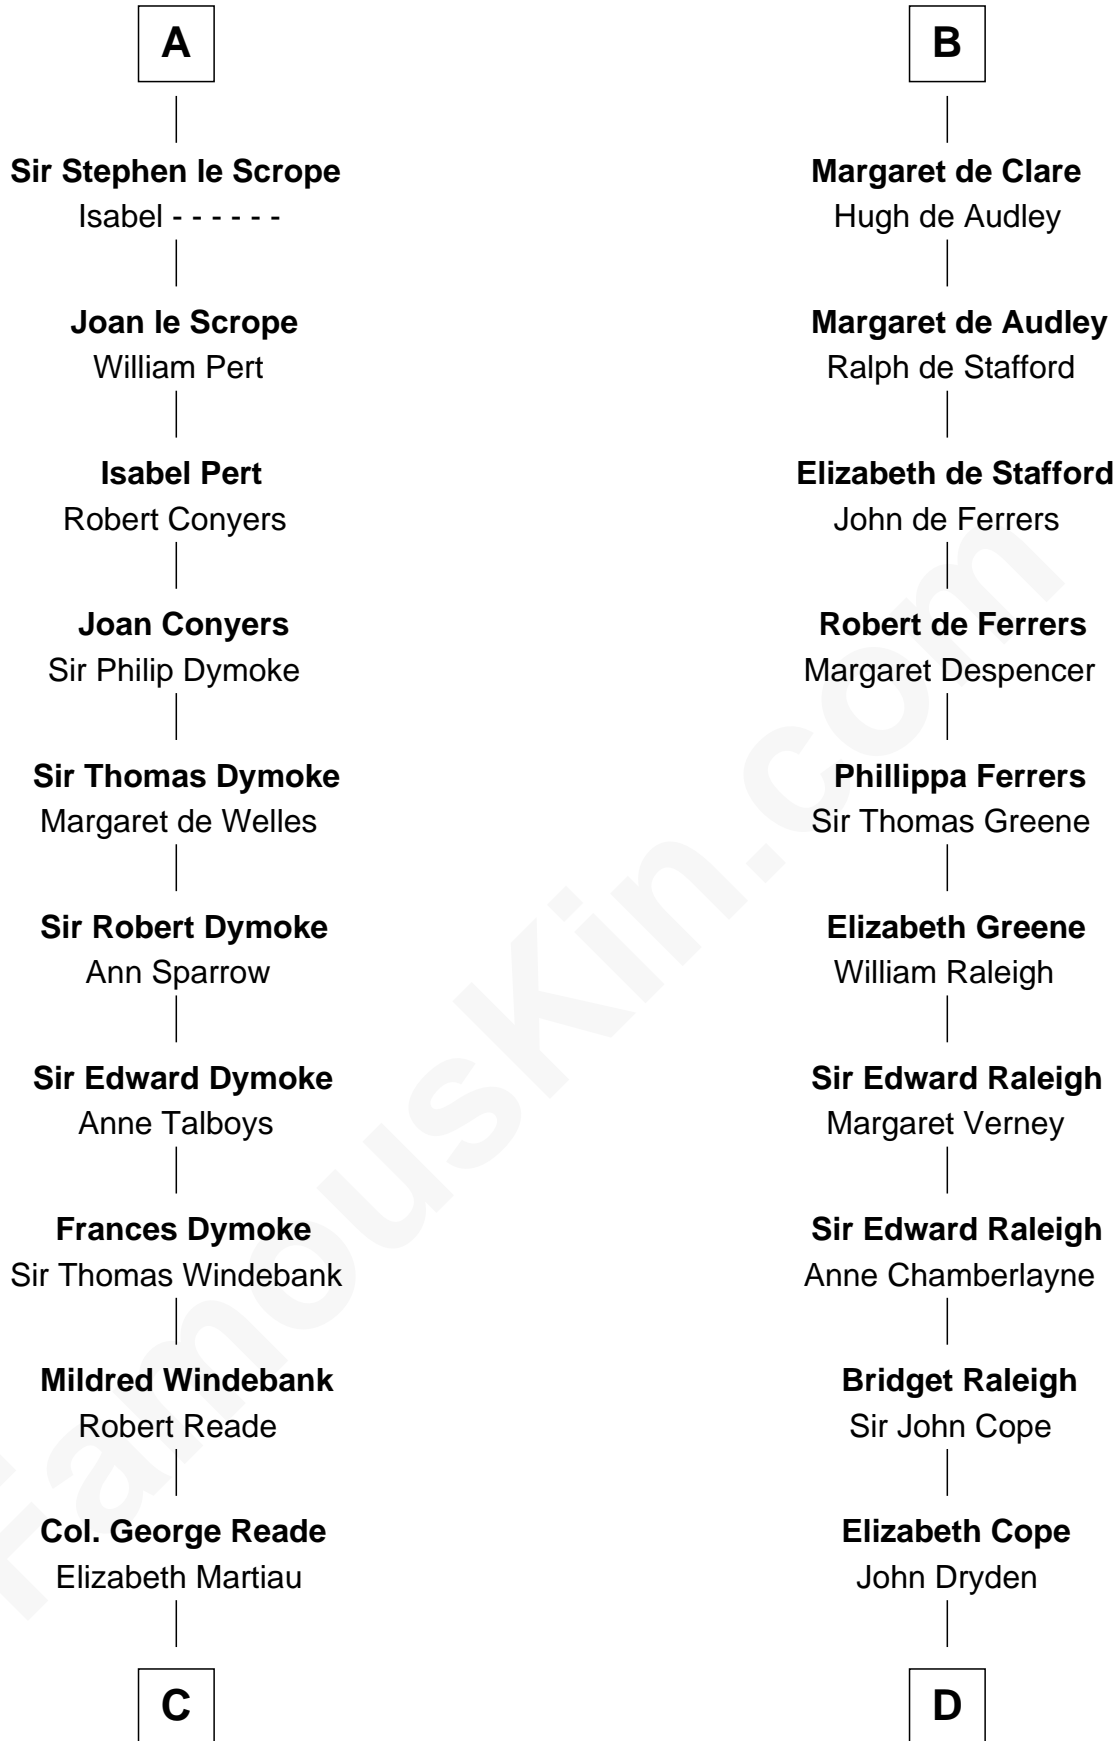 A
Sir Stephen le Scrope
Isabel - - - - - -
Joan le Scrope
William Pert
Isabel Pert
Robert Conyers
Joan Conyers
Sir Philip Dymoke
Sir Thomas Dymoke
Margaret de Welles
Sir Robert Dymoke
Ann Sparrow
Sir Edward Dymoke
Anne Talboys
Frances Dymoke
Sir Thomas Windebank
Mildred Windebank
Robert Reade
Col. George Reade
Elizabeth Martiau
C
B
Margaret de Clare
Hugh de Audley
Margaret de Audley
Ralph de Stafford
Elizabeth de Stafford
John de Ferrers
Robert de Ferrers
Margaret Despencer
Phillippa Ferrers
Sir Thomas Greene
Elizabeth Greene
William Raleigh
Sir Edward Raleigh
Margaret Verney
Sir Edward Raleigh
Anne Chamberlayne
Bridget Raleigh
Sir John Cope
Elizabeth Cope
John Dryden
D
FamousKin.com